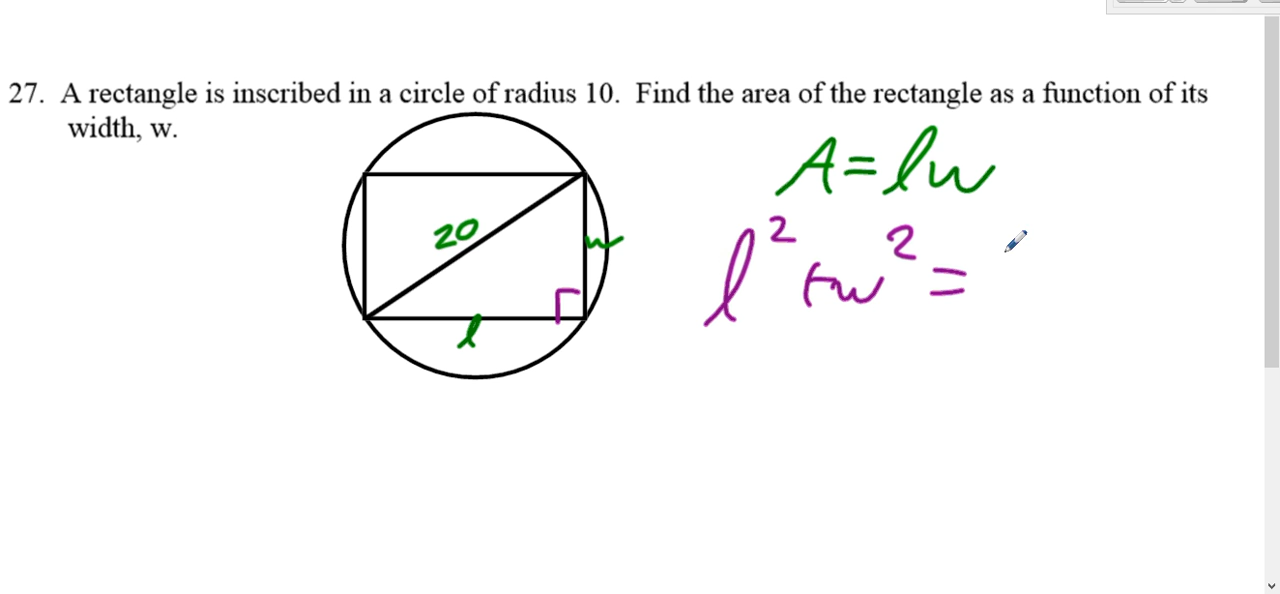 27. A rectangle is inscribed in a circle of radius 10. Find the area of the rectangle as a function of its
width, w.
A = lw
20
w
l² + w² =
l